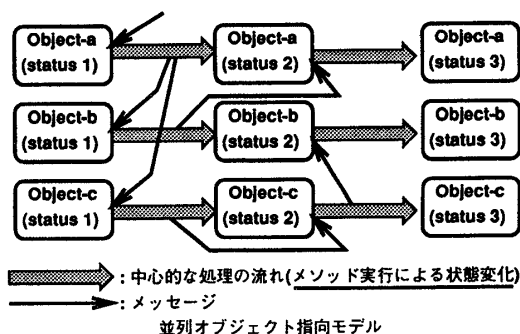 Object-a
(status 1)
Object-a
(status 2)
Object-a
(status 3)
Object-b
(status 1)
Object-b
(status 2)
Object-b
(status 3)
Object-c
(status 1)
Object-c
(status 2)
Object-c
(status 3)
: 中心的な処理の流れ(メソッド実行による状態変化)
: メッセージ
並列オブジェクト指向モデル